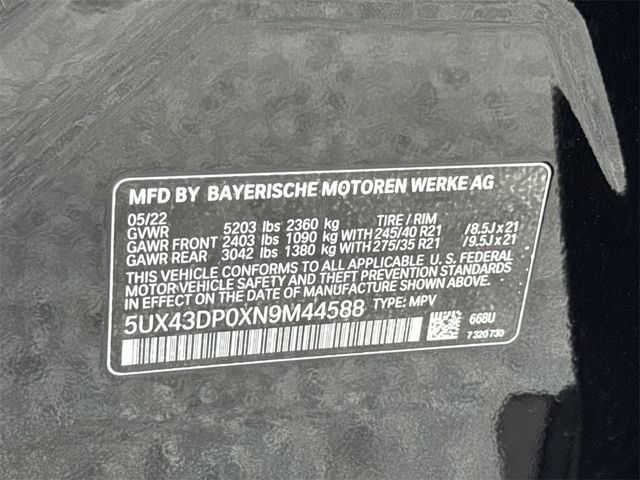 MFD BY BAYERISCHE MOTOREN WERKE AG
05/22
GVWR 5203 lbs 2360 kg TIRE / RIM
GAWR FRONT 2403 lbs 1090 kg WITH 245/40 R21 /8.5J x 21
GAWR REAR 3042 lbs 1380 kg WITH 275/35 R21 /9.5J x 21
THIS VEHICLE CONFORMS TO ALL APPLICABLE U. S. FEDERAL
MOTOR VEHICLE SAFETY AND THEFT PREVENTION STANDARDS
IN EFFECT ON THE DATE OF MANUFACTURE SHOWN ABOVE.
5UX43DP0XN9M44588 TYPE: MPV
668U
7 320 730